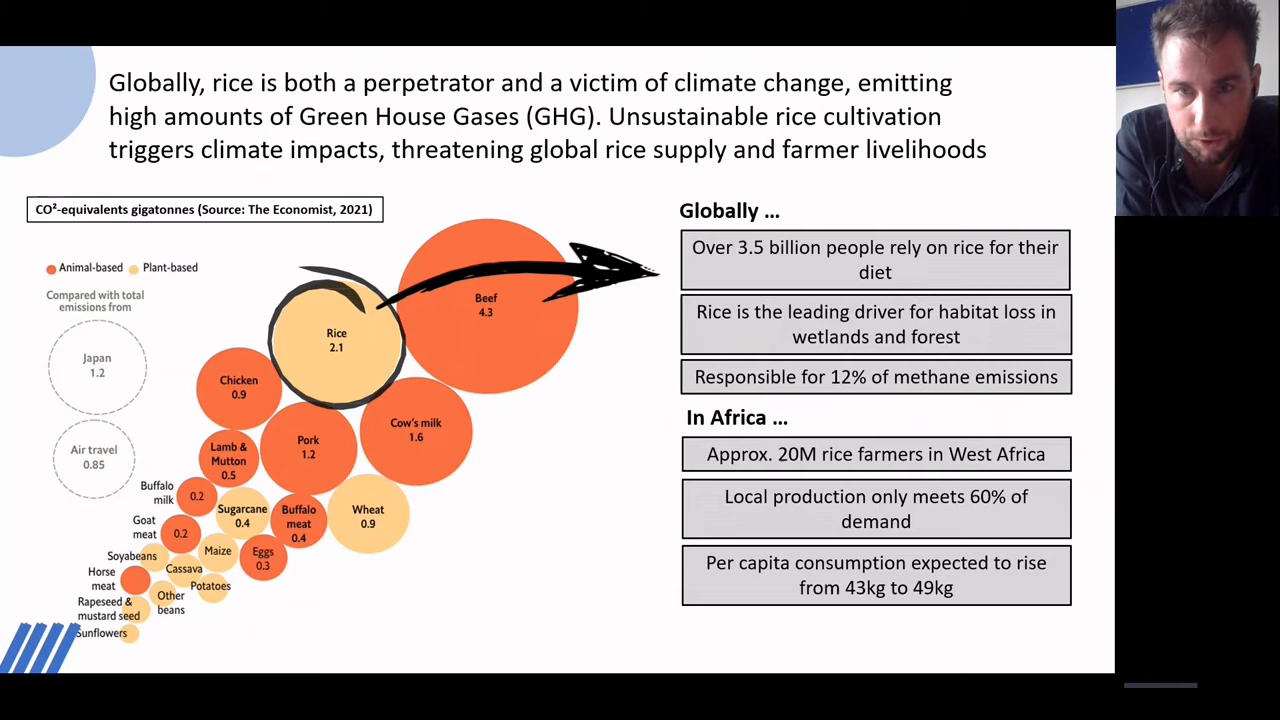 Globally, rice is both a perpetrator and a victim of climate change, emitting
high amounts of Green House Gases (GHG). Unsustainable rice cultivation
triggers climate impacts, threatening global rice supply and farmer livelihoods
CO²-equivalents gigatonnes (Source: The Economist, 2021)
Animal-based
Plant-based
Compared with total
emissions from
Japan
1.2
Air travel
0.85
Beef
4.3
Rice
2.1
Chicken
0.9
Cow's milk
1.6
Pork
1.2
Lamb &
Mutton
0.5
Buffalo
milk
0.2
Sugarcane
0.4
Buffalo
meat
0.4
Wheat
0.9
Goat
meat
0.2
Soyabeans
Maize
Eggs
0.3
Horse
meat
Cassava
Potatoes
Rapeseed &
mustard seed
Other
beans
Sunflowers
Globally ...
Over 3.5 billion people rely on rice for their
diet
Rice is the leading driver for habitat loss in
wetlands and forest
Responsible for 12% of methane emissions
In Africa ...
Approx. 20M rice farmers in West Africa
Local production only meets 60% of
demand
Per capita consumption expected to rise
from 43kg to 49kg